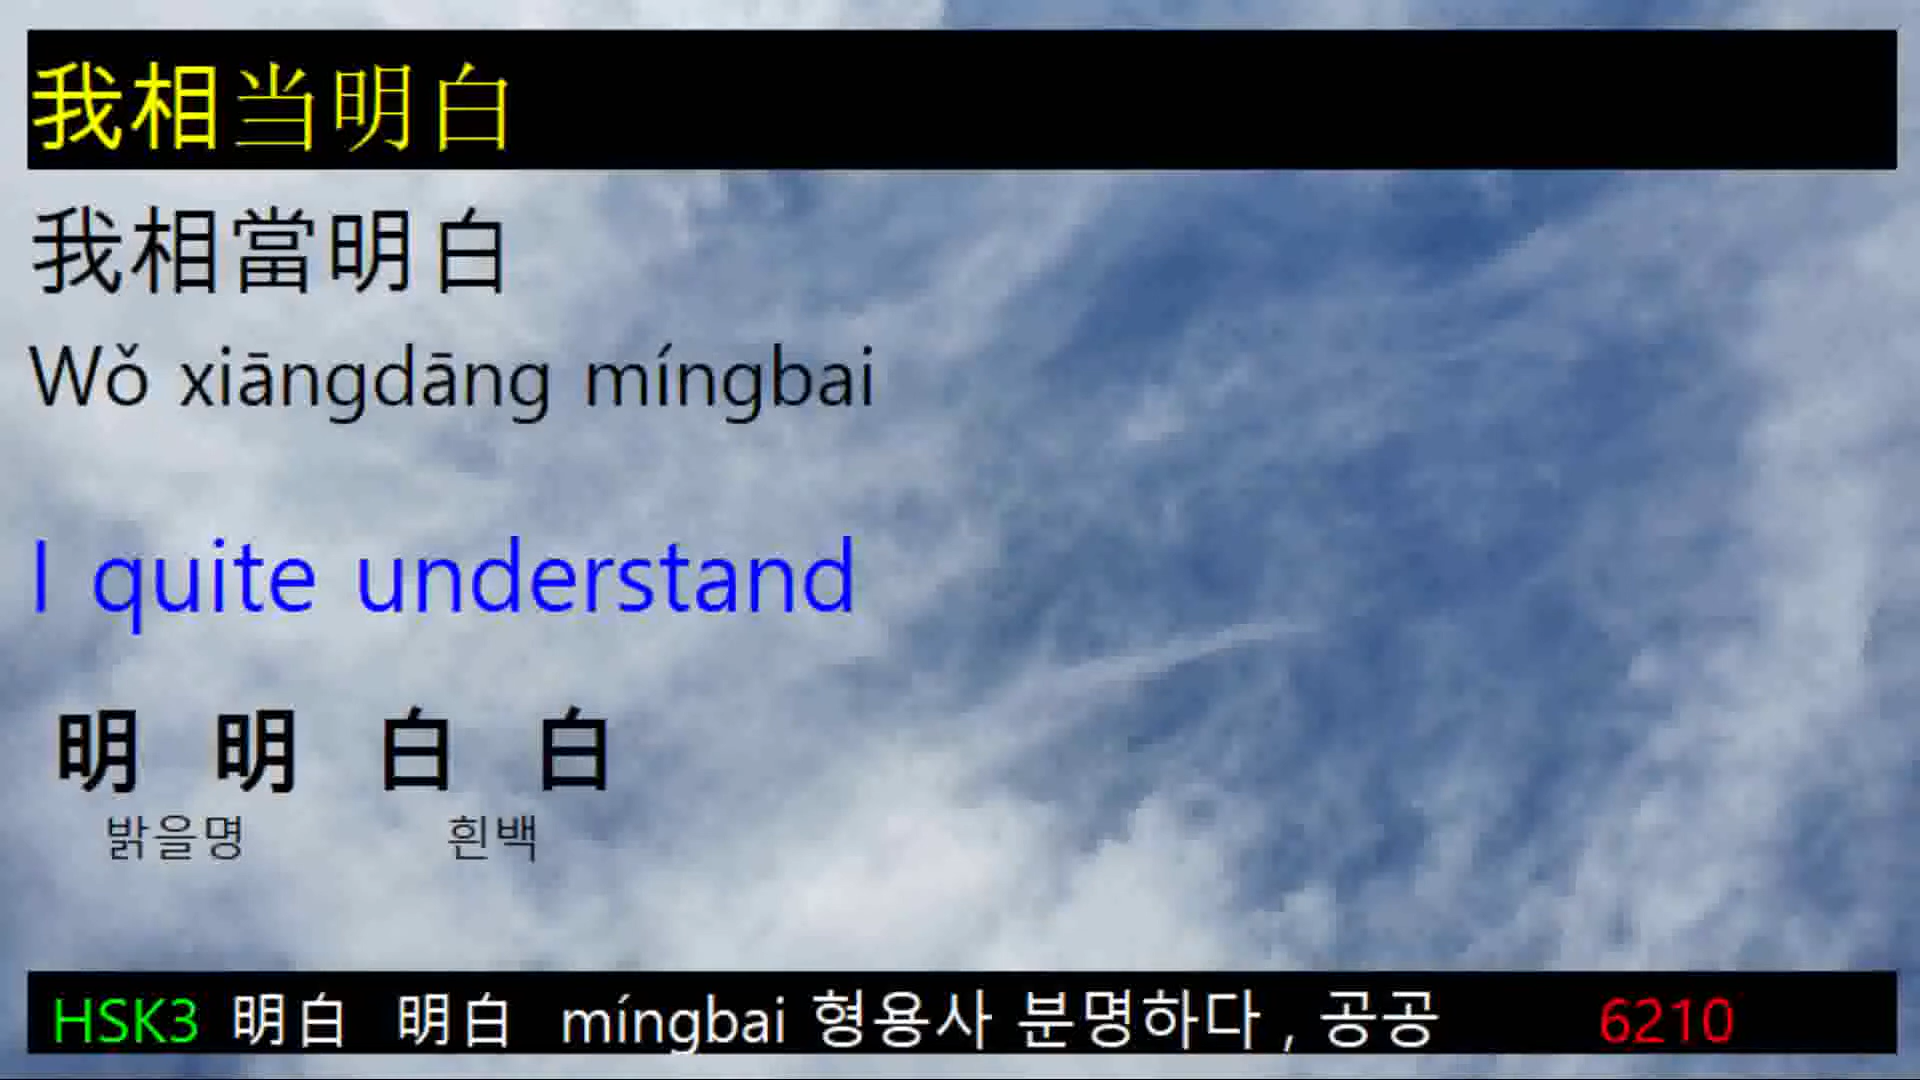 我相当明白
我相當明白
Wǒ xiāngdāng míngbai
I quite understand
明 明 白 白
밝을명 흰백
HSK3 明白 明白 míngbai 형용사 분명하다 , 공공 6210